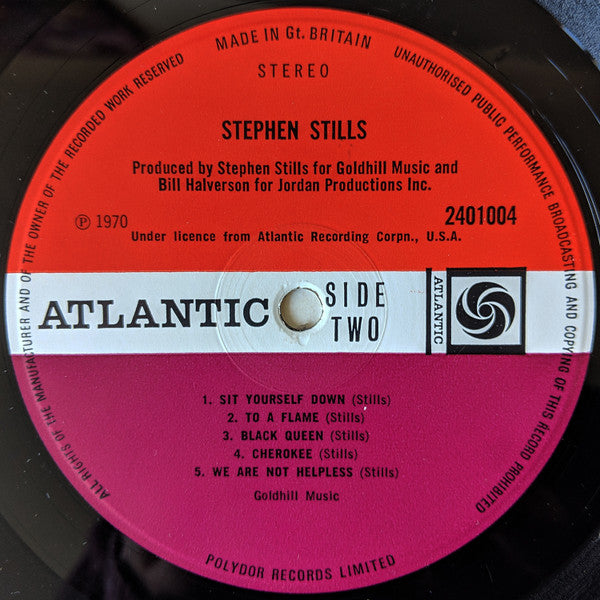 MADE IN Gt. BRITAIN
ALL RIGHTS OF THE MANUFACTURER AND OF THE OWNER OF THE RECORDED WORK RESERVED
UNAUTHORISED PUBLIC PERFORMANCE BROADCASTING AND COPYING OF THIS RECORD PROHIBITED
STEREO
STEPHEN STILLS
Produced by Stephen Stills for Goldhill Music and
Bill Halverson for Jordan Productions Inc.
Ⓟ 1970
2401004
Under licence from Atlantic Recording Corpn., U.S.A.
ATLANTIC
SIDE
TWO
ATLANTIC
1. SIT YOURSELF DOWN (Stills)
2. TO A FLAME (Stills)
3. BLACK QUEEN (Stills)
4. CHEROKEE (Stills)
5. WE ARE NOT HELPLESS (Stills)
Goldhill Music
POLYDOR RECORDS LIMITED